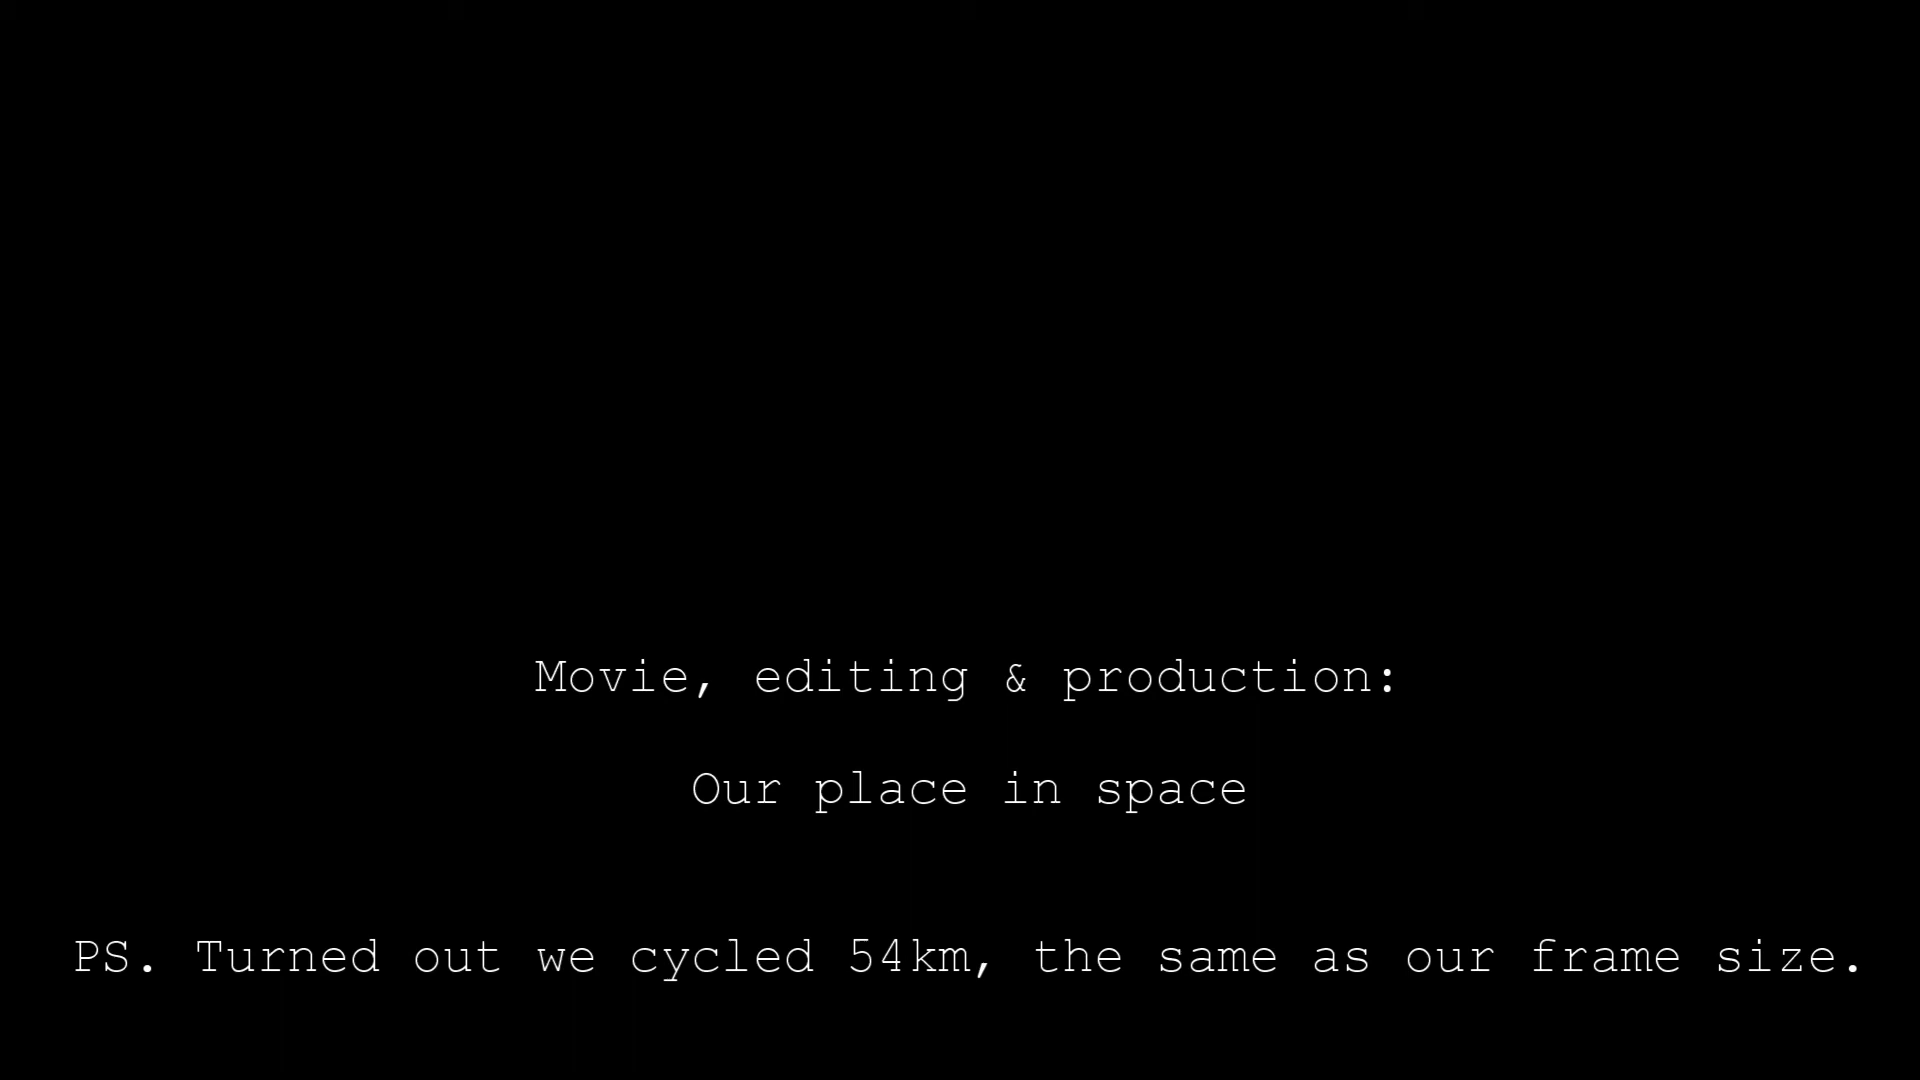 Movie, editing & production:
Our place in space
PS. Turned out we cycled 54km, the same as our frame size.